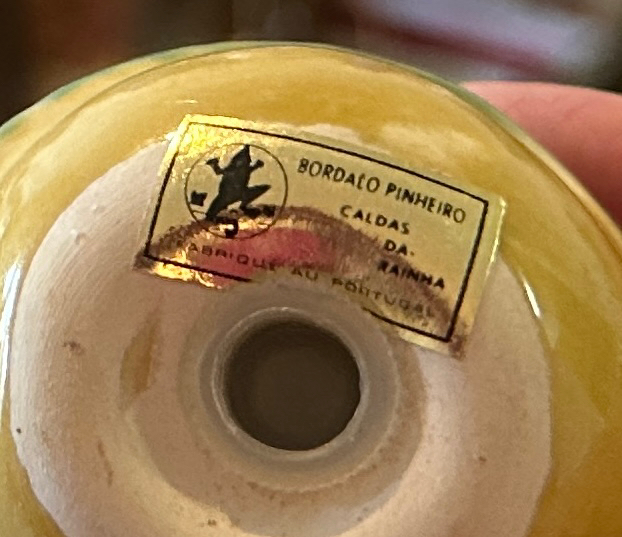 BORDALO PINHEIRO
CALDAS
DA-
RAINHA
FABRIQUÉ AU PORTUGAL